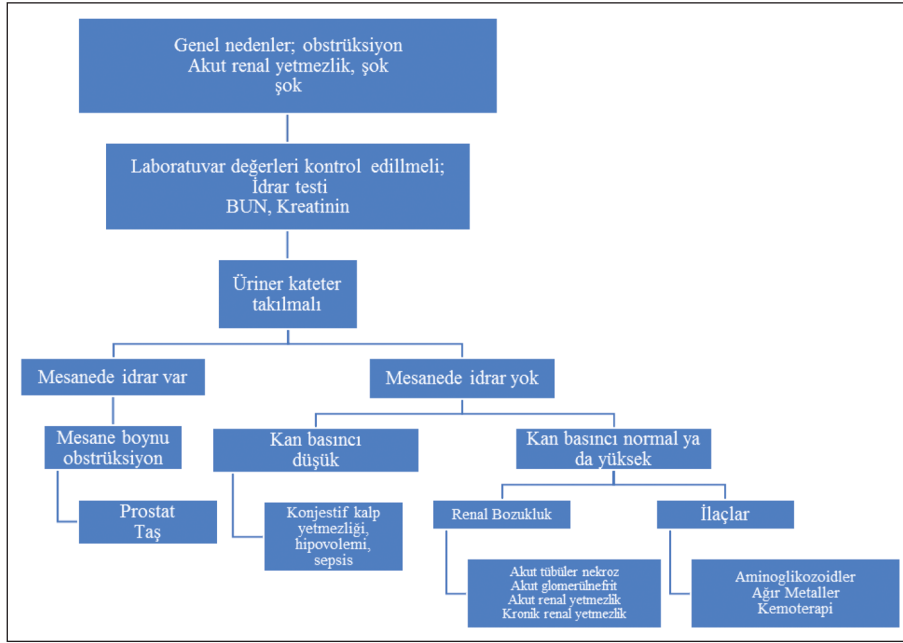 Genel nedenler; obstrüksiyon
Akut renal yetmezlik, şok
şok
Laboratuvar değerleri kontrol edillmeli;
İdrar testi
BUN, Kreatinin
Üriner kateter
takılmalı
Mesanede idrar var
Mesanede idrar yok
Mesane boynu
obstrüksiyon
Kan basıncı
düşük
Kan basıncı normal ya
da yüksek
Prostat
Taş
Konjestif kalp
yetmezliği,
hipovolemi,
sepsis
Renal Bozukluk
İlaçlar
Akut tübüler nekroz
Akut glomerülnefrit
Akut renal yetmezlik
Kronik renal yetmezlik
Aminoglikozoidler
Ağır Metaller
Kemoterapi